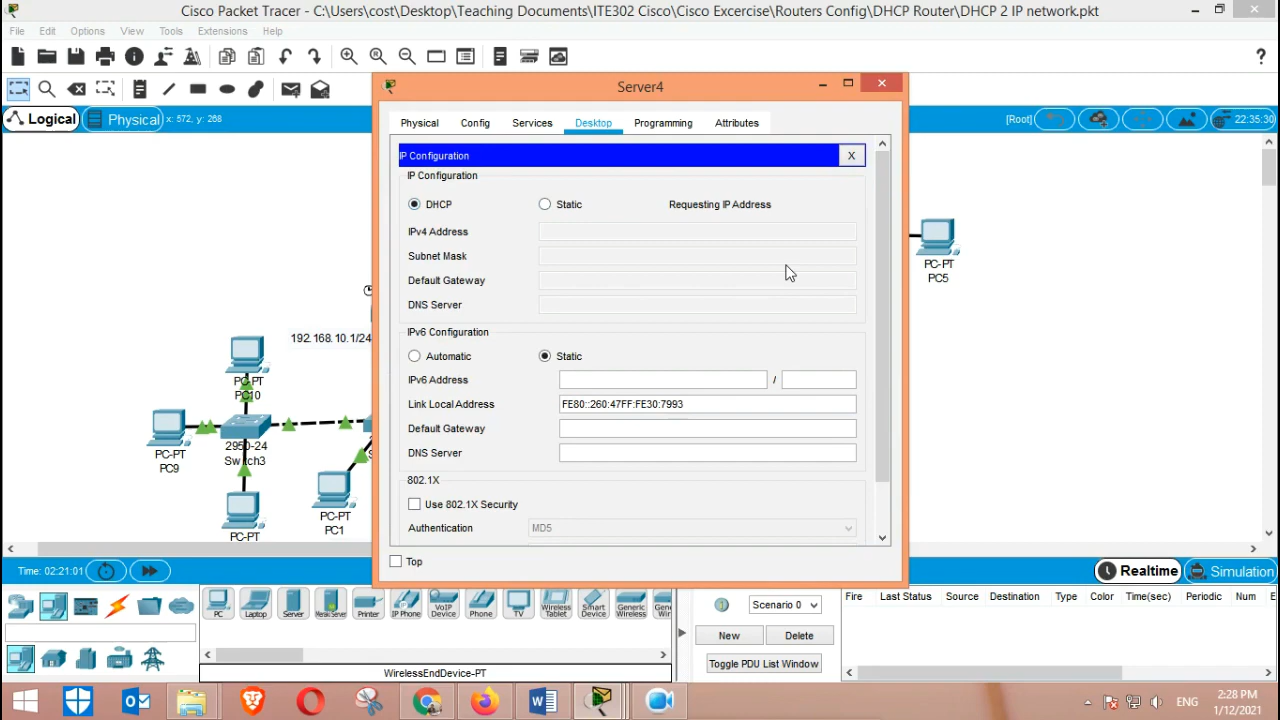 Cisco Packet Tracer - C:\Users\cost\Desktop\Teaching Documents\ITE302 Cisco\Cisco Excercise\Routers Config\DHCP Router\DHCP 2 IP network.pkt
File Edit Options View Tools Extensions Help
Logical Physical x: 572, y: 268 [Root] 22:35:30
Server4
Physical Config Services Desktop Programming Attributes
IP Configuration X
IP Configuration
DHCP Static Requesting IP Address
IPv4 Address
Subnet Mask
Default Gateway
DNS Server
IPv6 Configuration
Automatic Static
IPv6 Address /
Link Local Address FE80::260:47FF:FE30:7993
Default Gateway
DNS Server
802.1X
Use 802.1X Security
Authentication MD5
Top
PC-PT
PC5
192.168.10.1/24
PC-PT
PC10
2950-24
Switch3
PC-PT
PC9
PC-PT
PC1
PC-PT
Time: 02:21:01 Realtime Simulation
PC Laptop Server Meraki Server Printer IP Phone VoIP Device Phone TV Wireless Tablet Smart Device Generic Wireless
WirelessEndDevice-PT
Scenario 0
New Delete
Toggle PDU List Window
Fire Last Status Source Destination Type Color Time(sec) Periodic Num
ENG
2:28 PM
1/12/2021